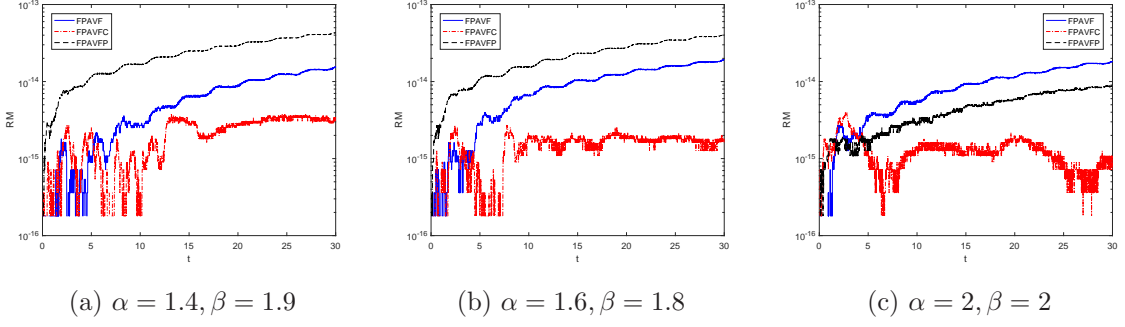 10^-13
10^-14
10^-15
10^-16
RM
FPAVF
FPAVFC
FPAVFP
0 5 10 15 20 25 30
t
(a) α = 1.4, β = 1.9
10^-13
10^-14
10^-15
10^-16
RM
FPAVF
FPAVFC
FPAVFP
0 5 10 15 20 25 30
t
(b) α = 1.6, β = 1.8
10^-13
10^-14
10^-15
10^-16
RM
FPAVF
FPAVFC
FPAVFP
0 5 10 15 20 25 30
t
(c) α = 2, β = 2